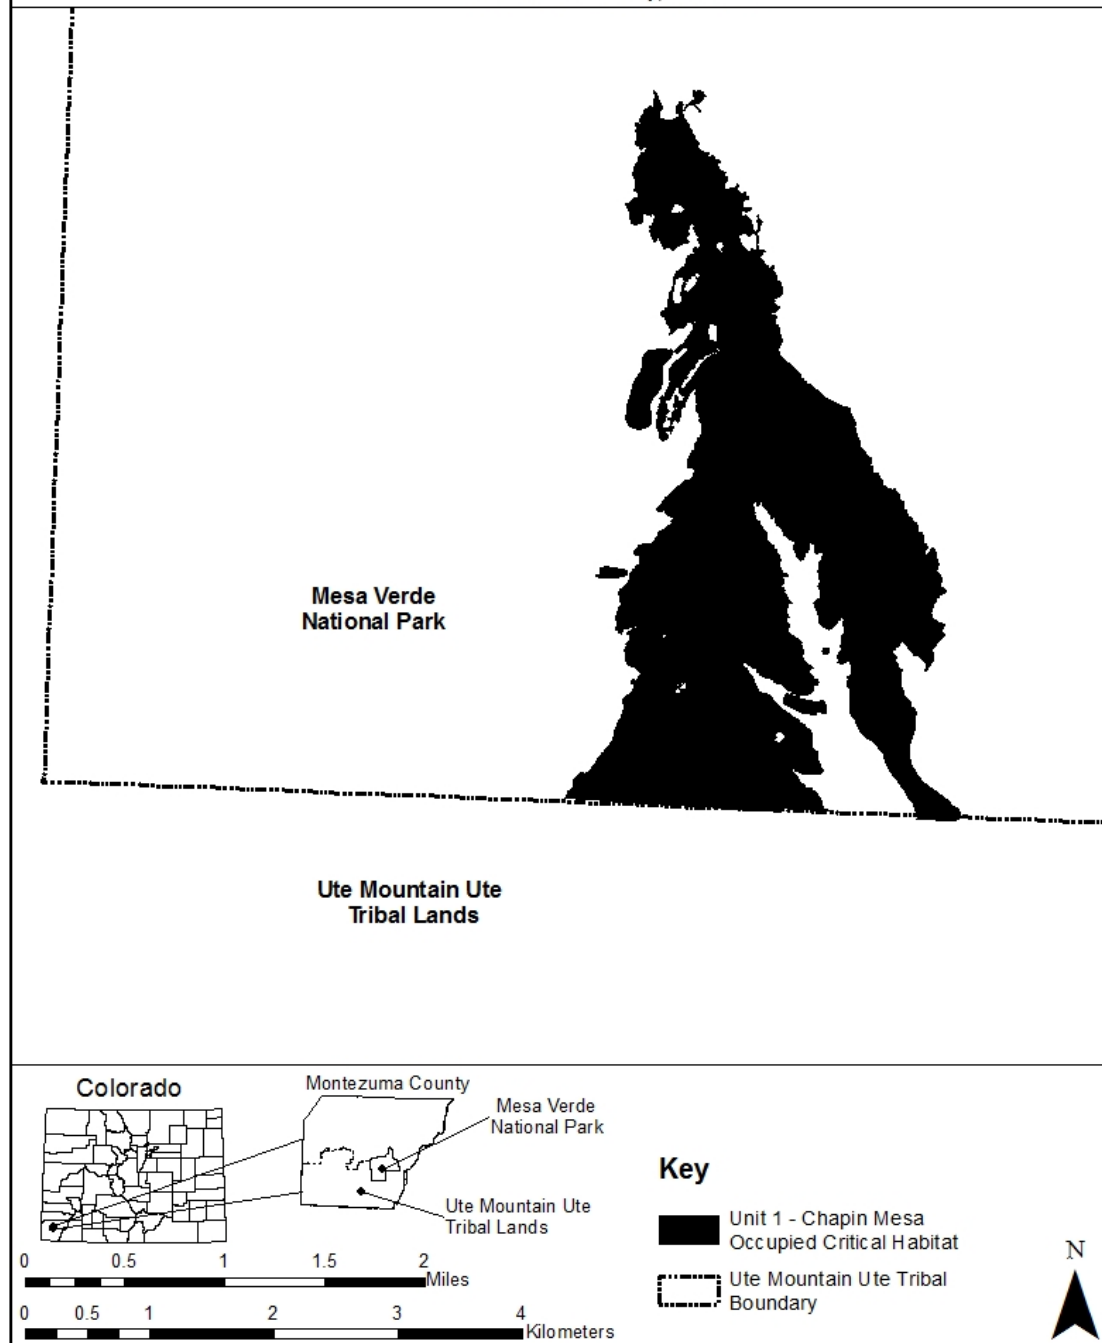 Mesa Verde
National Park
Ute Mountain Ute
Tribal Lands
Colorado
Montezuma County
Mesa Verde
National Park
Ute Mountain Ute
Tribal Lands
0 0.5 1 1.5 2
Miles
0 0.5 1 2 3 4
Kilometers
Key
Unit 1 - Chapin Mesa
Occupied Critical Habitat
Ute Mountain Ute Tribal
Boundary
N